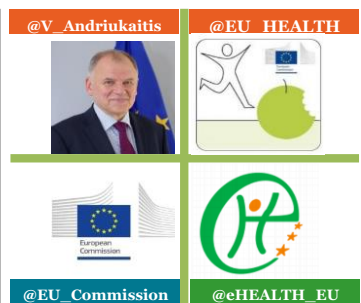 @V_Andriukaitis
@EU_HEALTH
European
Commission
@EU_Commission
@eHEALTH_EU